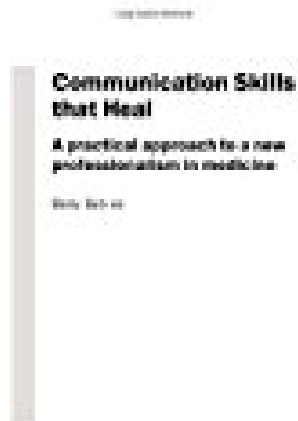 Communication Skills
that Heal
A practical approach to a new
professionalism in medicine